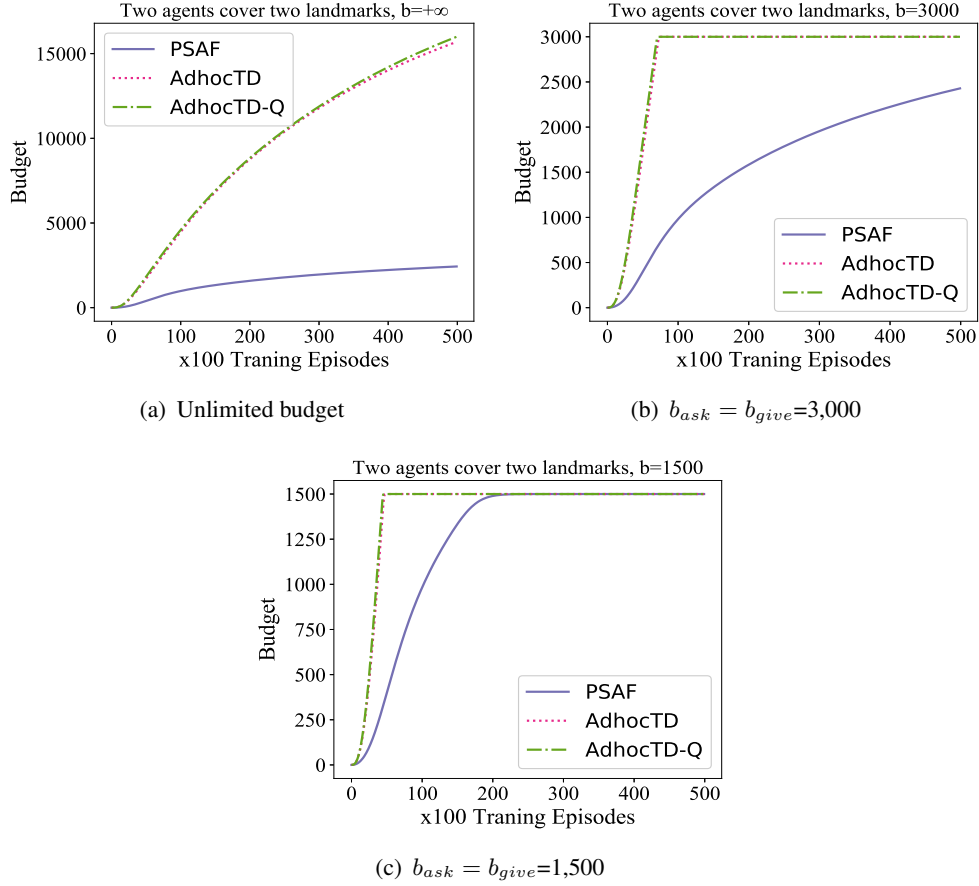 Two agents cover two landmarks, b=+∞
15000
10000
5000
0
Budget
PSAF
AdhocTD
AdhocTD-Q
0 100 200 300 400 500
x100 Traning Episodes
(a) Unlimited budget
Two agents cover two landmarks, b=3000
3000
2500
2000
1500
1000
500
0
Budget
PSAF
AdhocTD
AdhocTD-Q
0 100 200 300 400 500
x100 Traning Episodes
(b) b_ask = b_give=3,000
Two agents cover two landmarks, b=1500
1500
1250
1000
750
500
250
0
Budget
PSAF
AdhocTD
AdhocTD-Q
0 100 200 300 400 500
x100 Traning Episodes
(c) b_ask = b_give=1,500